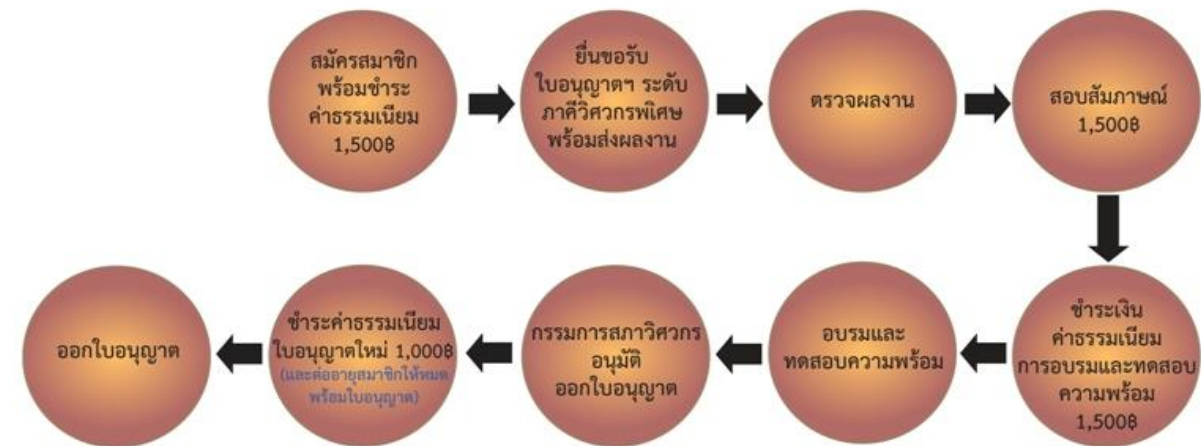 สมัครสมาชิก
พร้อมชำระ
ค่าธรรมเนียม
1,500฿
ยื่นขอรับ
ใบอนุญาตฯ ระดับ
ภาคีวิศวกรพิเศษ
พร้อมส่งผลงาน
ตรวจผลงาน
สอบสัมภาษณ์
1,500฿
ชำระเงิน
ค่าธรรมเนียม
การอบรมและทดสอบ
ความพร้อม
1,500฿
อบรมและ
ทดสอบความพร้อม
กรรมการสภาวิศวกร
อนุมัติ
ออกใบอนุญาต
ชำระค่าธรรมเนียม
ใบอนุญาตใหม่ 1,000฿
(และต่ออายุสมาชิกให้หมด
พร้อมใบอนุญาต)
ออกใบอนุญาต